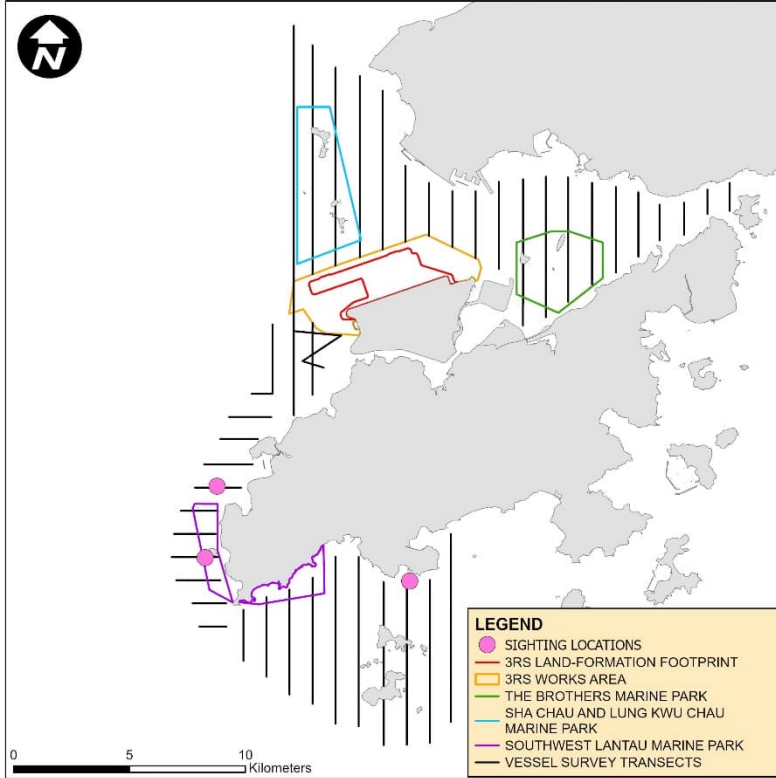 N
LEGEND
SIGHTING LOCATIONS
3RS LAND-FORMATION FOOTPRINT
3RS WORKS AREA
THE BROTHERS MARINE PARK
SHA CHAU AND LUNG KWU CHAU
MARINE PARK
SOUTHWEST LANTAU MARINE PARK
VESSEL SURVEY TRANSECTS
0 5 10
Kilometers